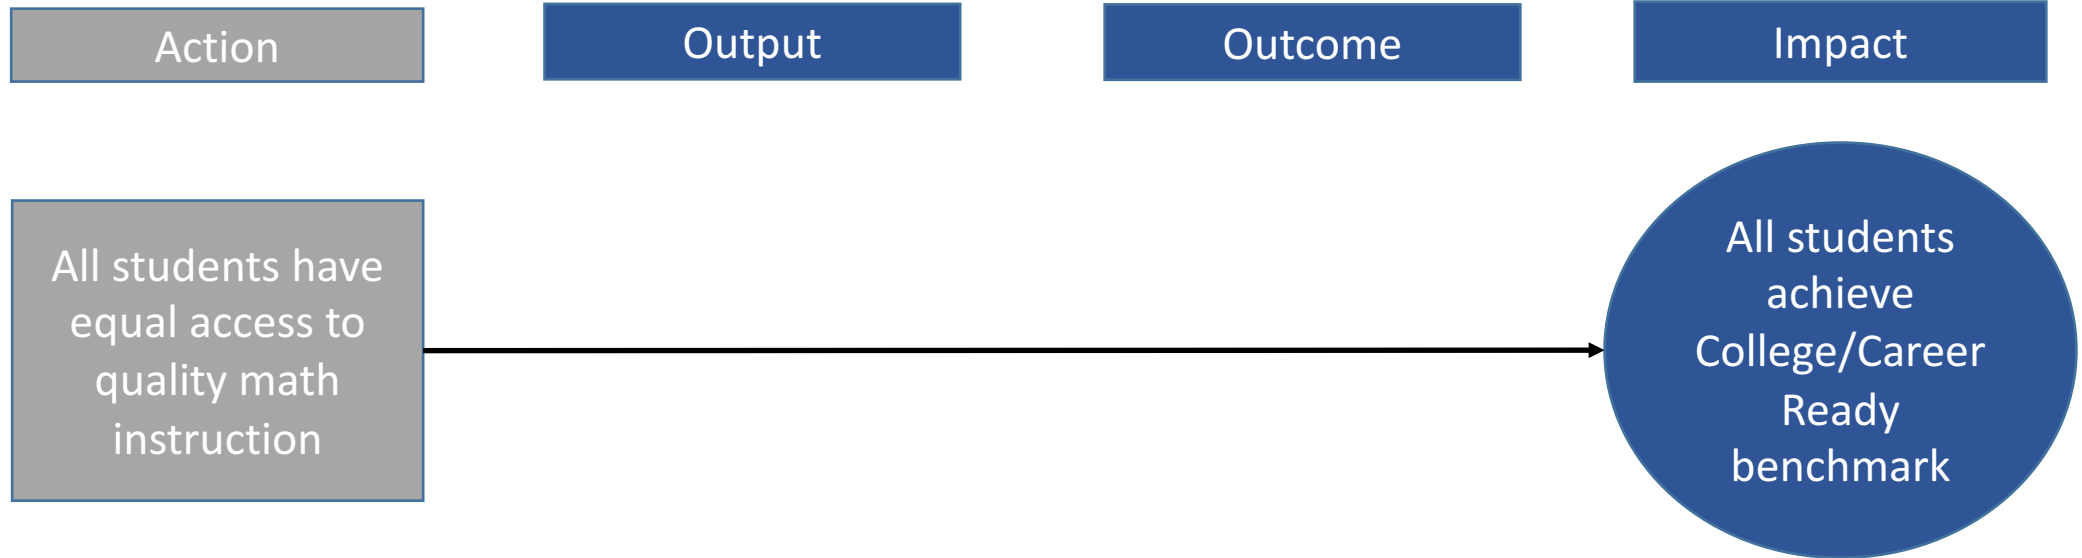 Action
Output
Outcome
Impact
All students have
equal access to
quality math
instruction
All students
achieve
College/Career
Ready
benchmark